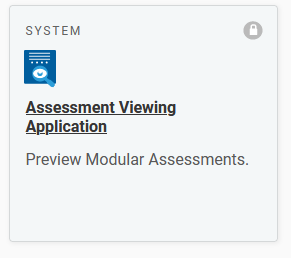 SYSTEM
Assessment Viewing
Application
Preview Modular Assessments.